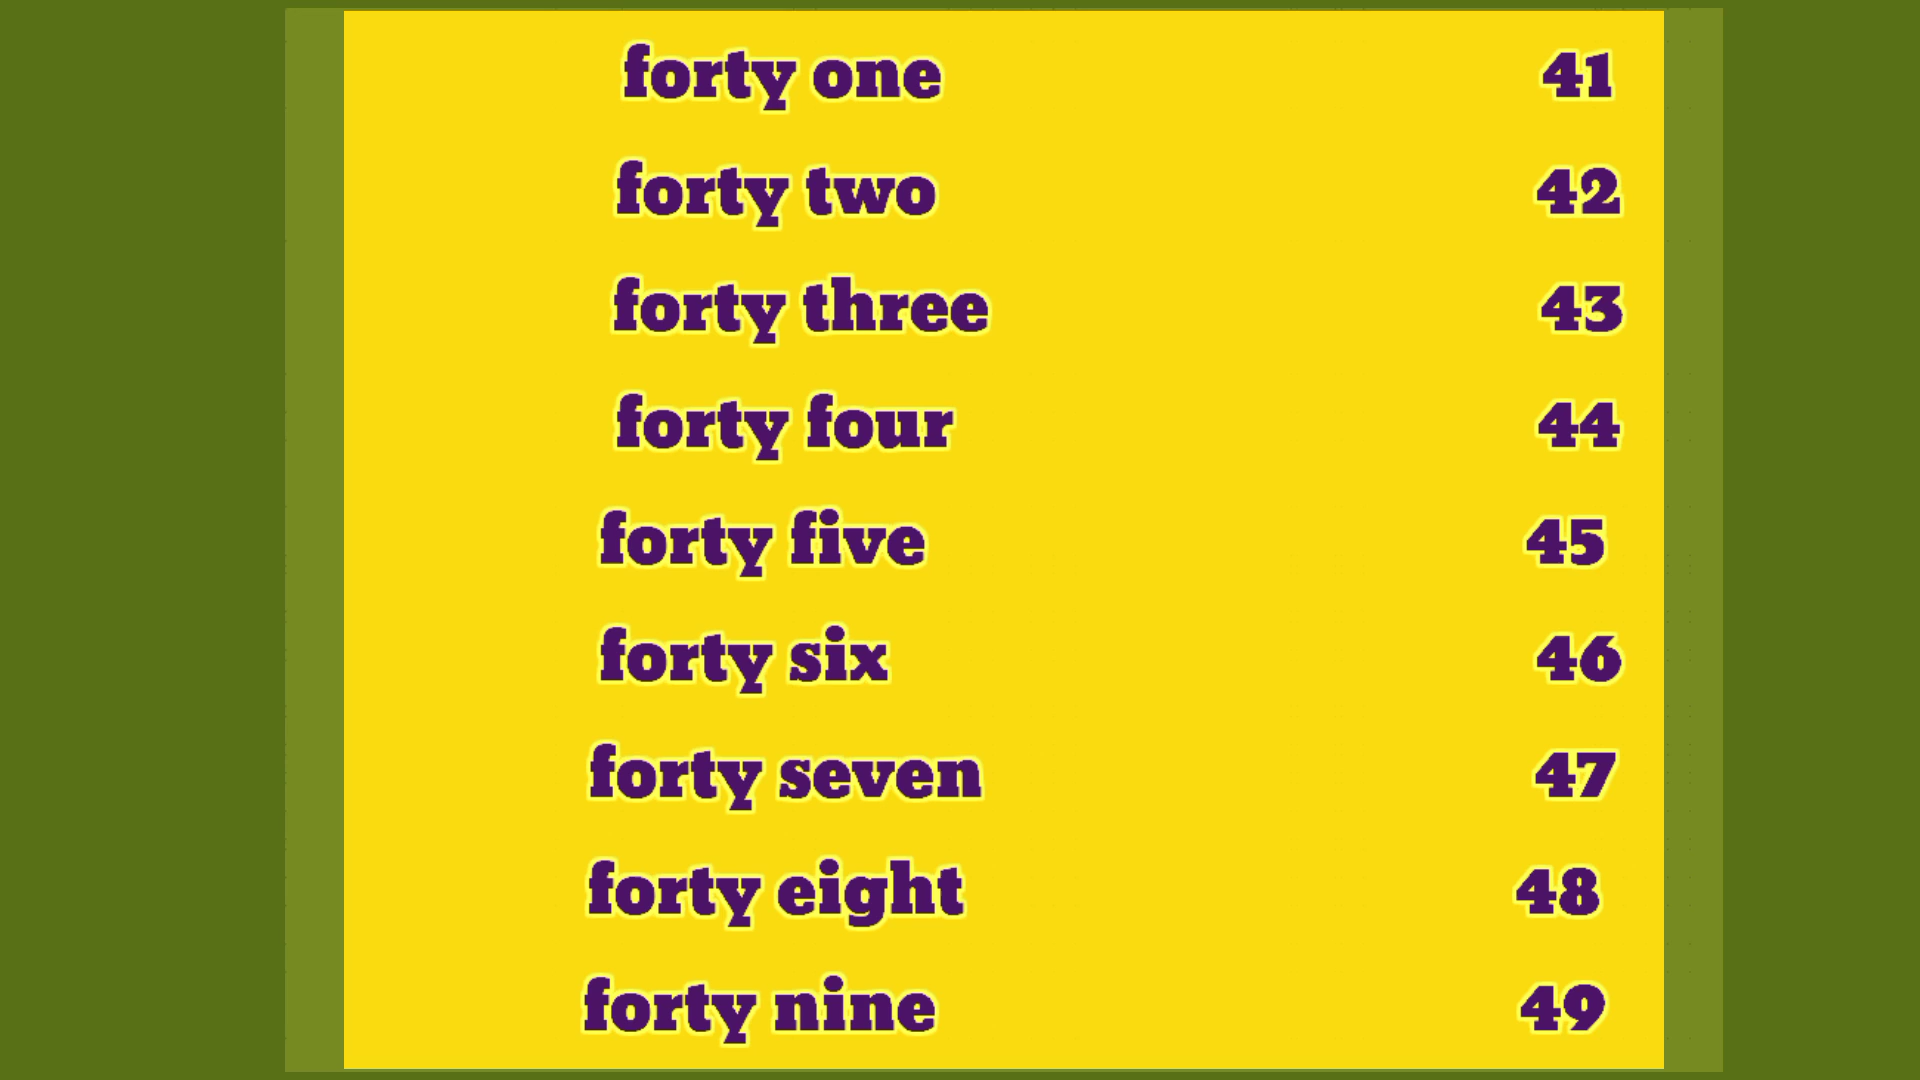 forty one 41
forty two 42
forty three 43
forty four 44
forty five 45
forty six 46
forty seven 47
forty eight 48
forty nine 49